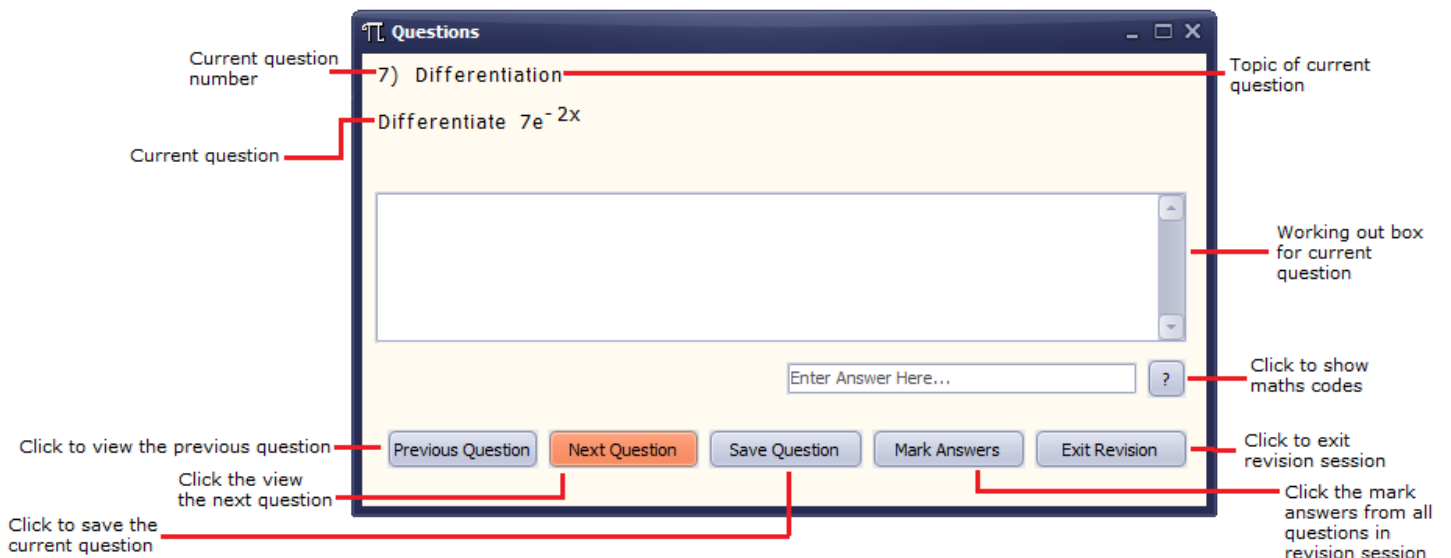 Questions
Current question
number
7) Differentiation
Topic of current
question
Differentiate 7e^-2x
Current question
Working out box
for current
question
Enter Answer Here...
?
Click to show
maths codes
Click to view the previous question
Previous Question
Next Question
Save Question
Mark Answers
Exit Revision
Click to exit
revision session
Click the view
the next question
Click the mark
answers from all
questions in
revision session
Click to save the
current question